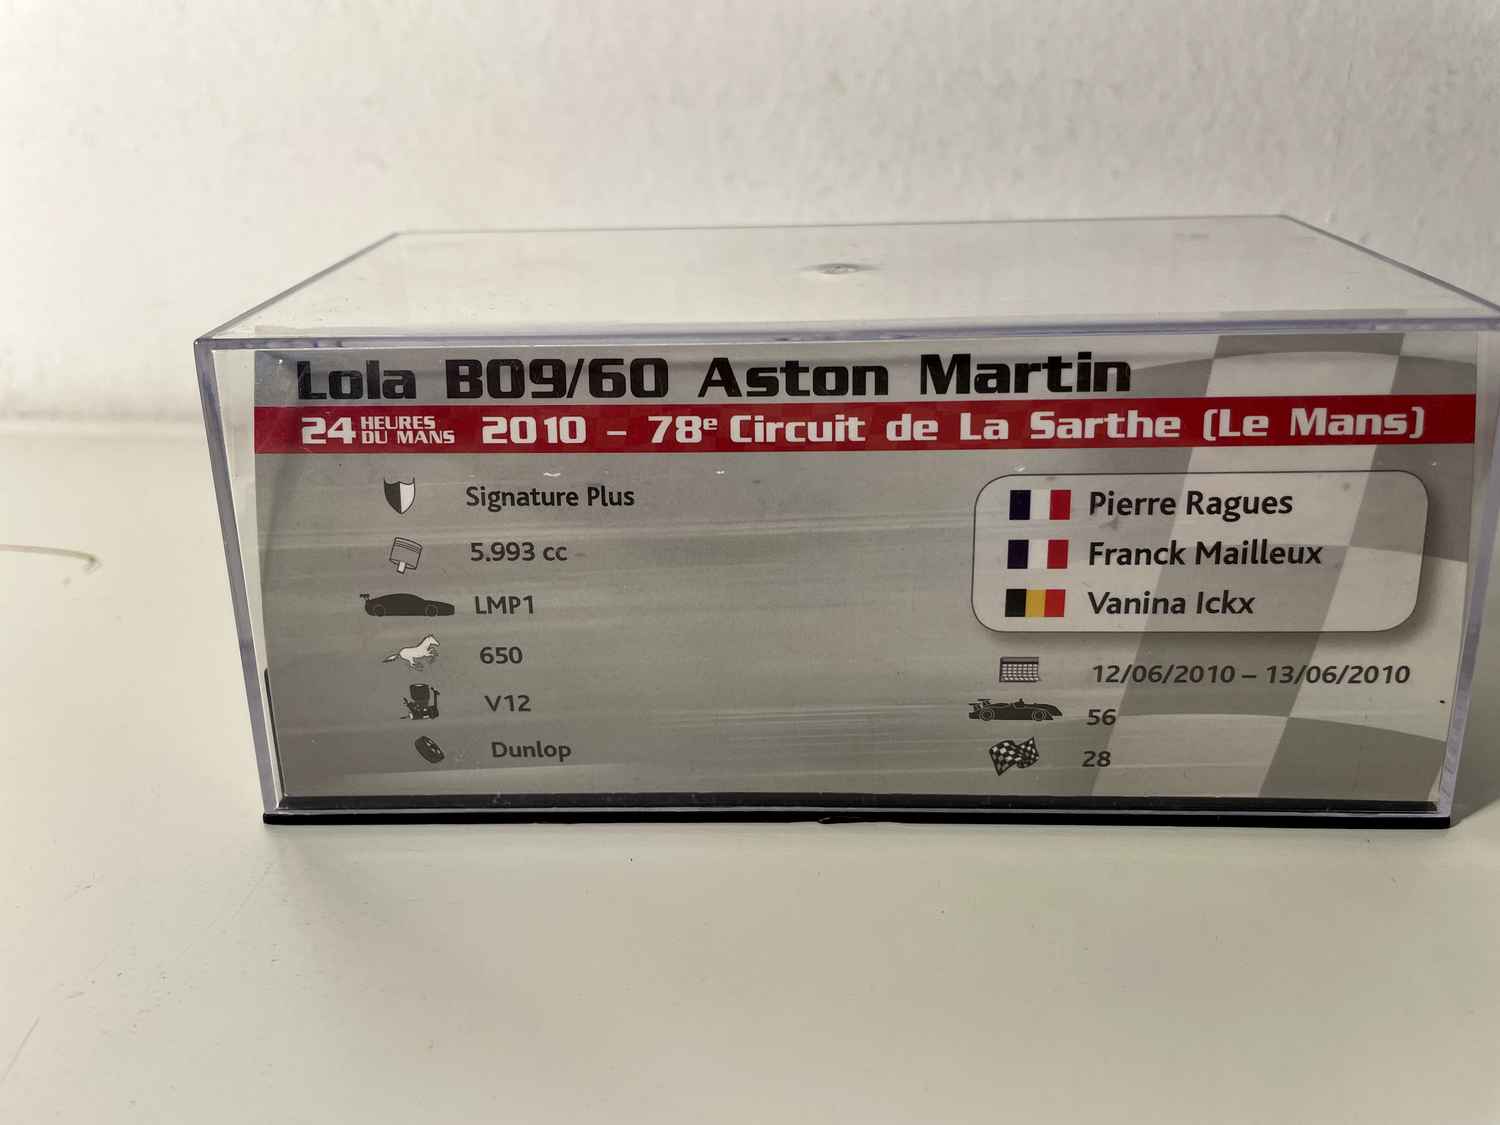 Lola B09/60 Aston Martin
24 HEURES DU MANS 2010 – 78e Circuit de La Sarthe (Le Mans)
Signature Plus
5.993 cc
LMP1
650
V12
Dunlop
Pierre Ragues
Franck Mailleux
Vanina Ickx
12/06/2010 – 13/06/2010
56
28